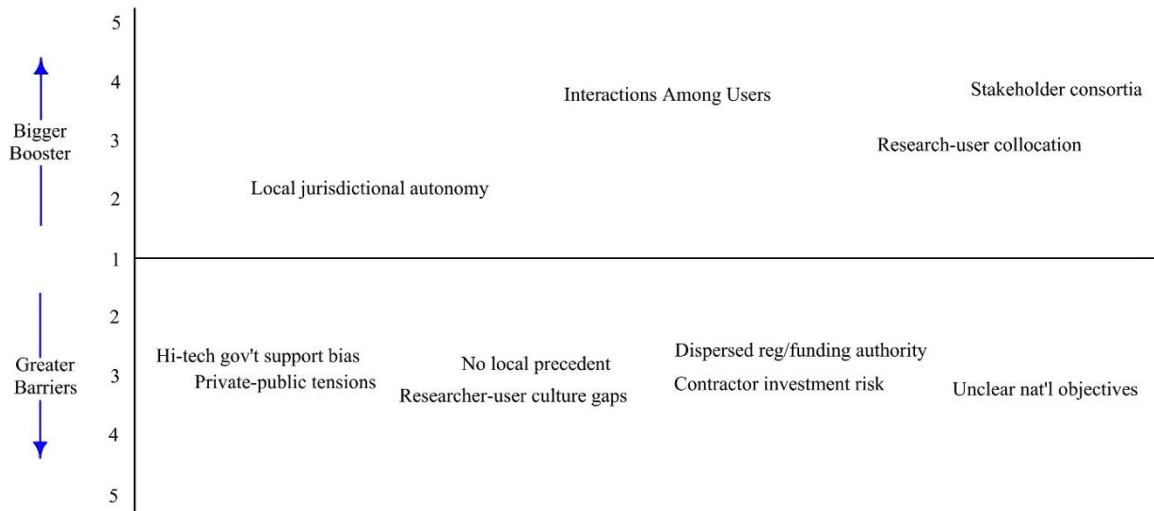 5
4
Interactions Among Users
Stakeholder consortia
Bigger
Booster
3
Research-user collocation
Local jurisdictional autonomy
2
1
2
Hi-tech gov't support bias
Private-public tensions
No local precedent
Researcher-user culture gaps
Dispersed reg/funding authority
Contractor investment risk
Unclear nat'l objectives
Greater
Barriers
3
4
5